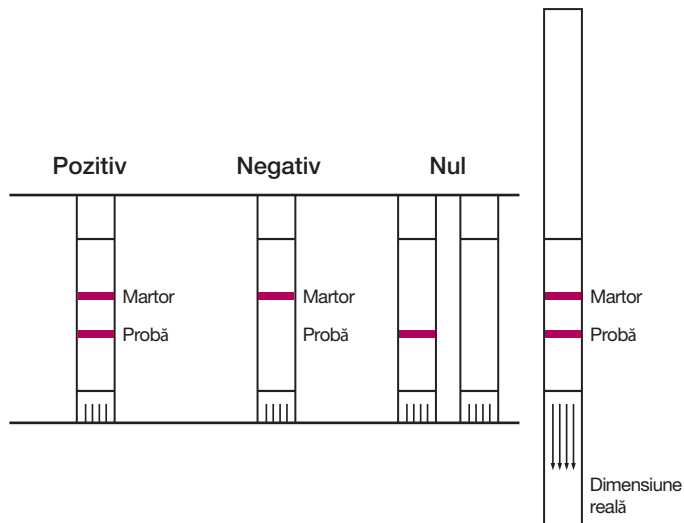 Pozitiv
Negativ
Nul
Martor
Probă
Martor
Probă
Martor
Probă
Dimensiune
reală